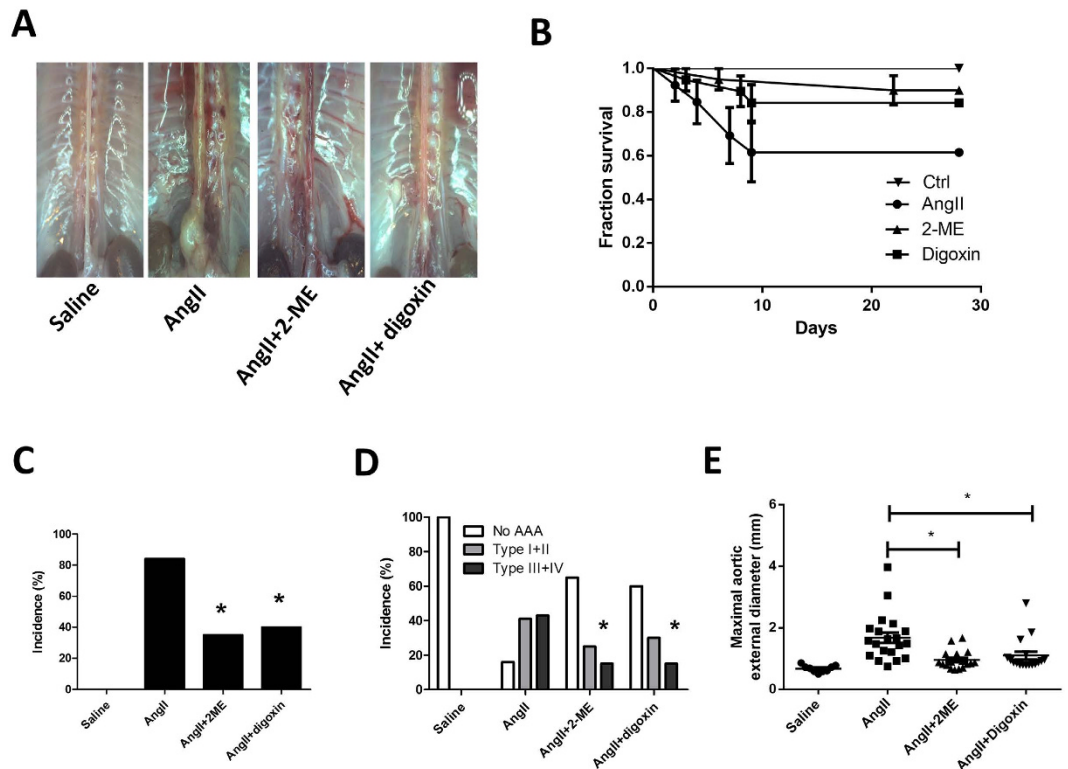 A
Saline
AngII
AngII+2-ME
AngII+ digoxin
B
Fraction survival
1.0
0.8
0.6
0.4
0.2
0.0
0
10
20
30
Days
Ctrl
AngII
2-ME
Digoxin
C
Incidence (%)
100
80
60
40
20
0
*
*
Saline
AngII
AngII+2ME
AngII+digoxin
D
Incidence (%)
100
80
60
40
20
0
No AAA
Type I+II
Type III+IV
*
*
Saline
AngII
AngII+2-ME
AngII+digoxin
E
Maximal aortic
external diameter (mm)
6
4
2
0
*
*
Saline
AngII
AngII+2ME
AngII+Digoxin